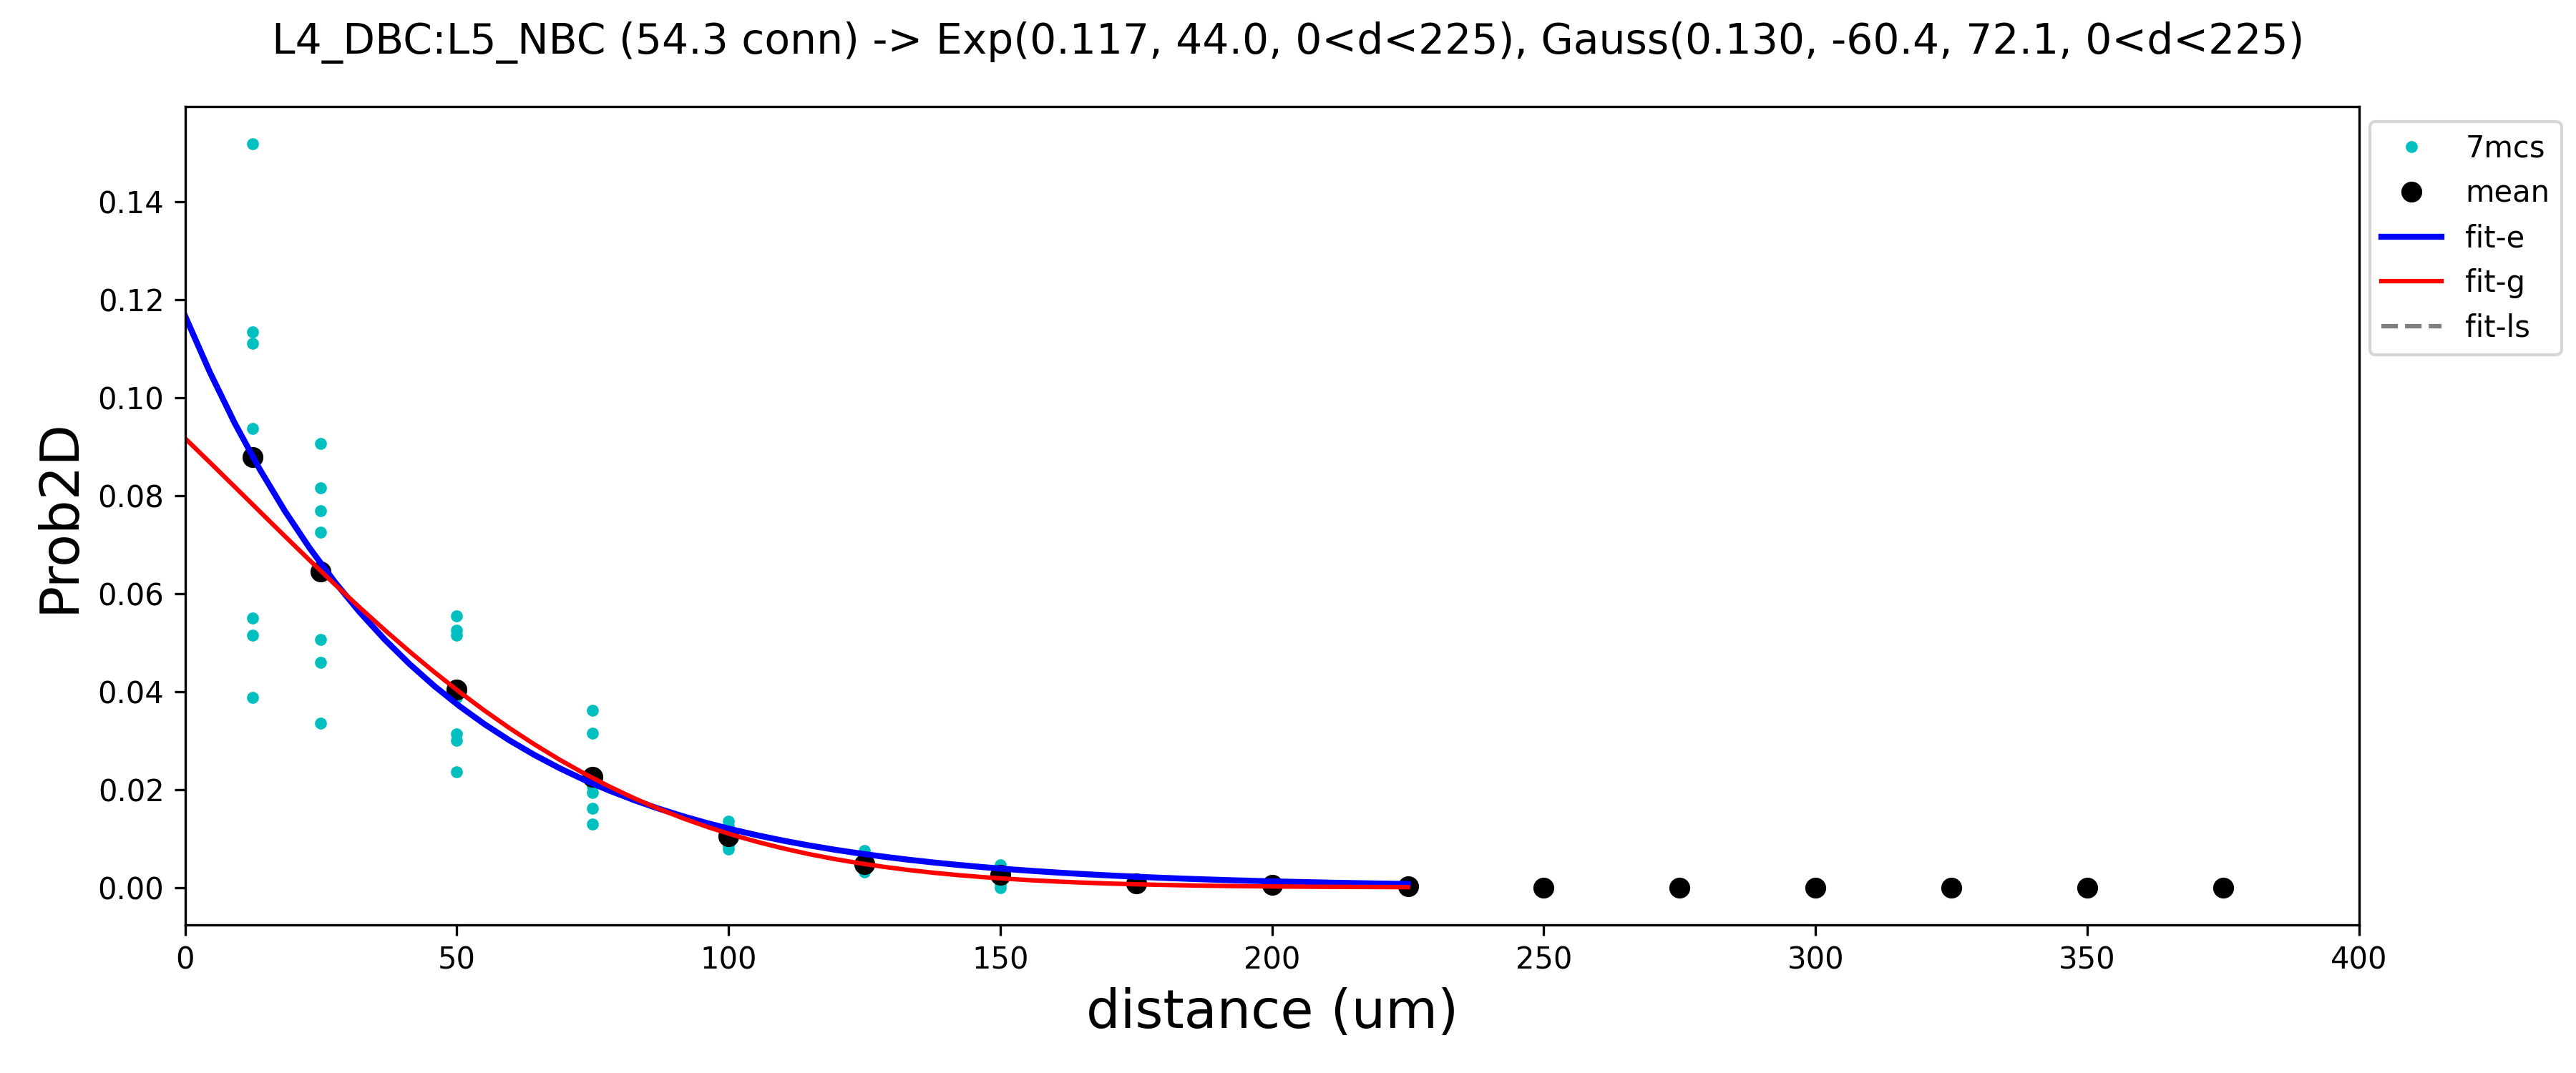 L4_DBC:L5_NBC (54.3 conn) -> Exp(0.117, 44.0, 0<d<225), Gauss(0.130, -60.4, 72.1, 0<d<225)
7mcs
mean
fit-e
fit-g
fit-ls
Prob2D
0.14
0.12
0.10
0.08
0.06
0.04
0.02
0.00
0 50 100 150 200 250 300 350 400
distance (um)